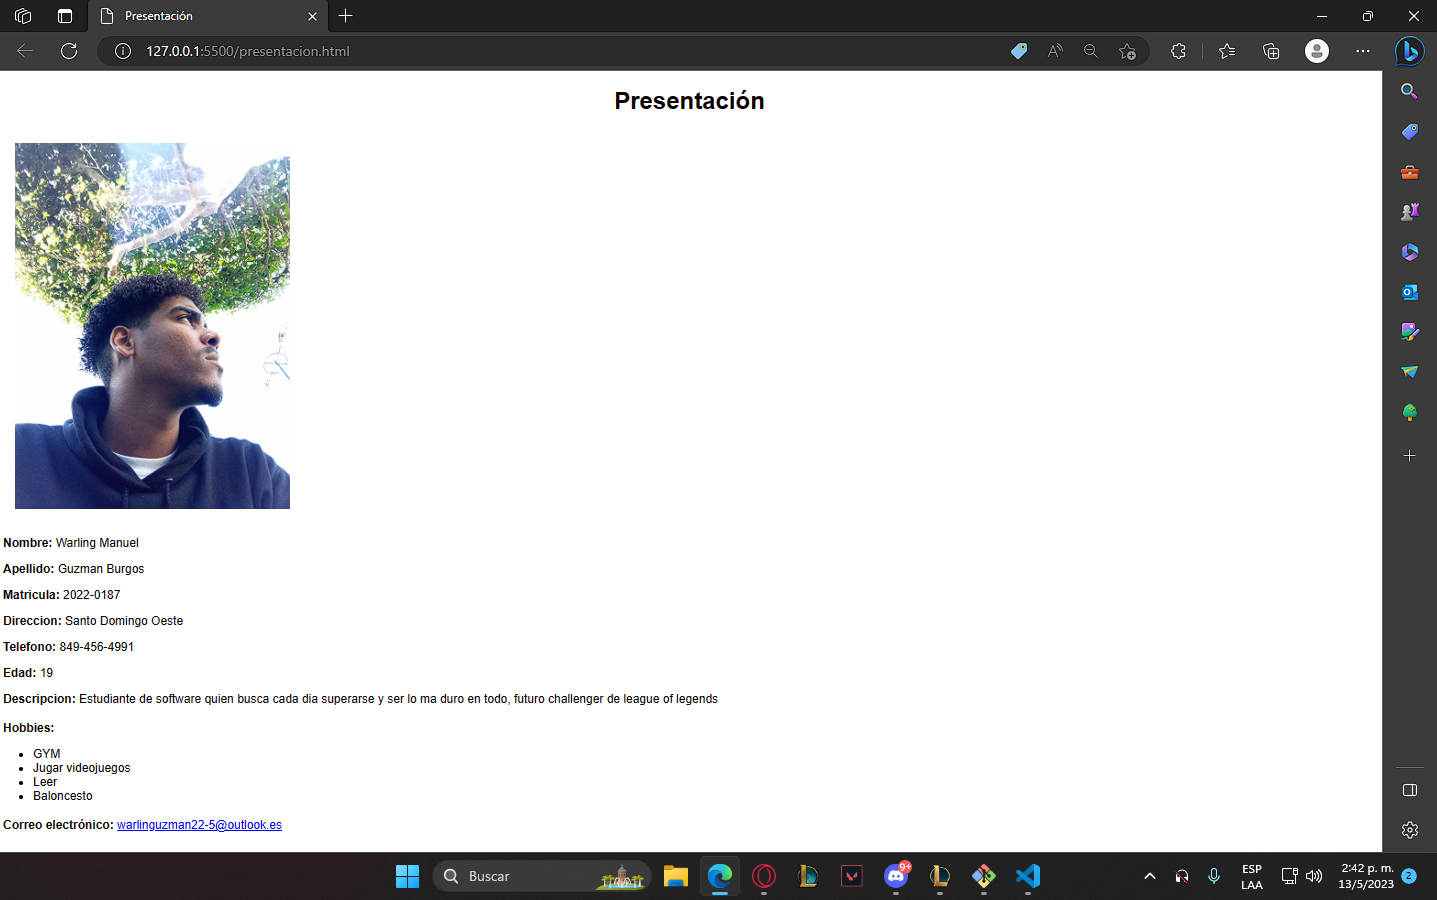 Presentación
127.0.0.1:5500/presentacion.html
Presentación
Nombre: Warling Manuel
Apellido: Guzman Burgos
Matricula: 2022-0187
Direccion: Santo Domingo Oeste
Telefono: 849-456-4991
Edad: 19
Descripcion: Estudiante de software quien busca cada dia superarse y ser lo ma duro en todo, futuro challenger de league of legends
Hobbies:
GYM
Jugar videojuegos
Leer
Baloncesto
Correo electrónico: warlinguzman22-5@outlook.es
Buscar
9+
ESP
LAA
2:42 p. m.
13/5/2023
2